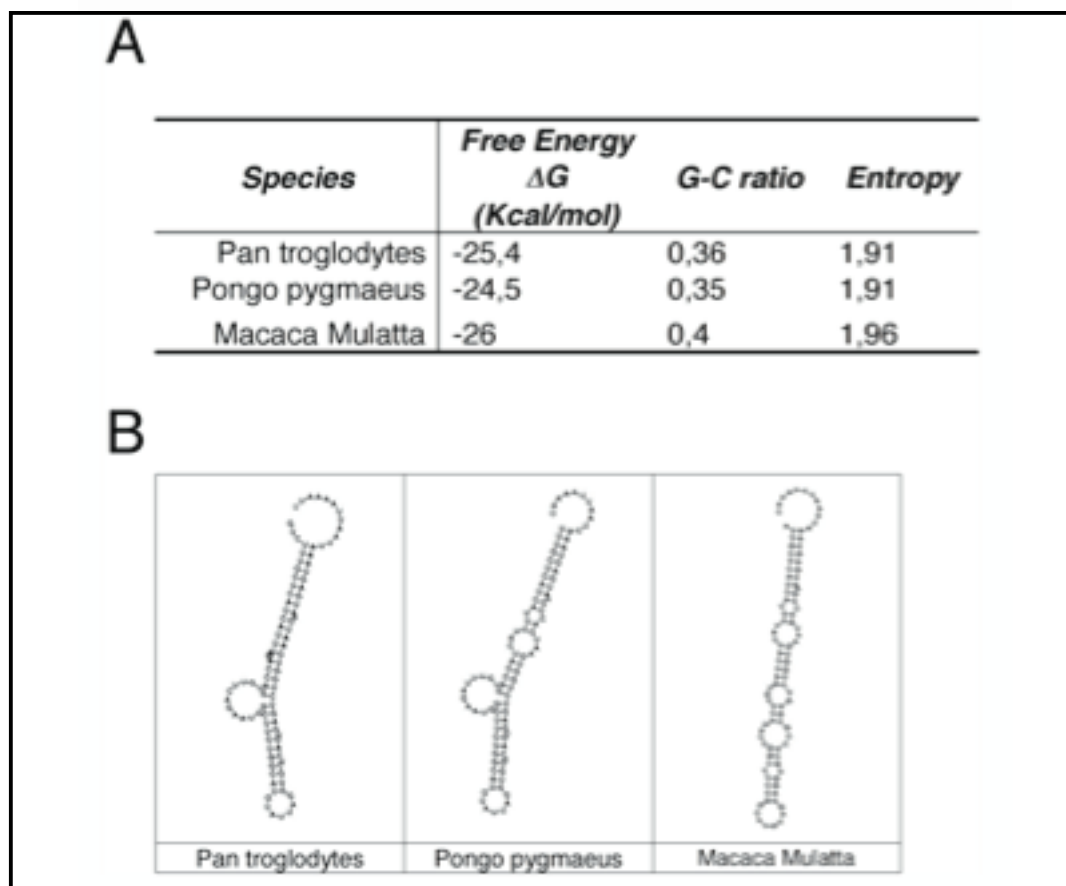 A
Species
Free Energy
ΔG
(Kcal/mol)
G-C ratio
Entropy
Pan troglodytes -25,4 0,36 1,91
Pongo pygmaeus -24,5 0,35 1,91
Macaca Mulatta -26 0,4 1,96
B
Pan troglodytes
Pongo pygmaeus
Macaca Mulatta